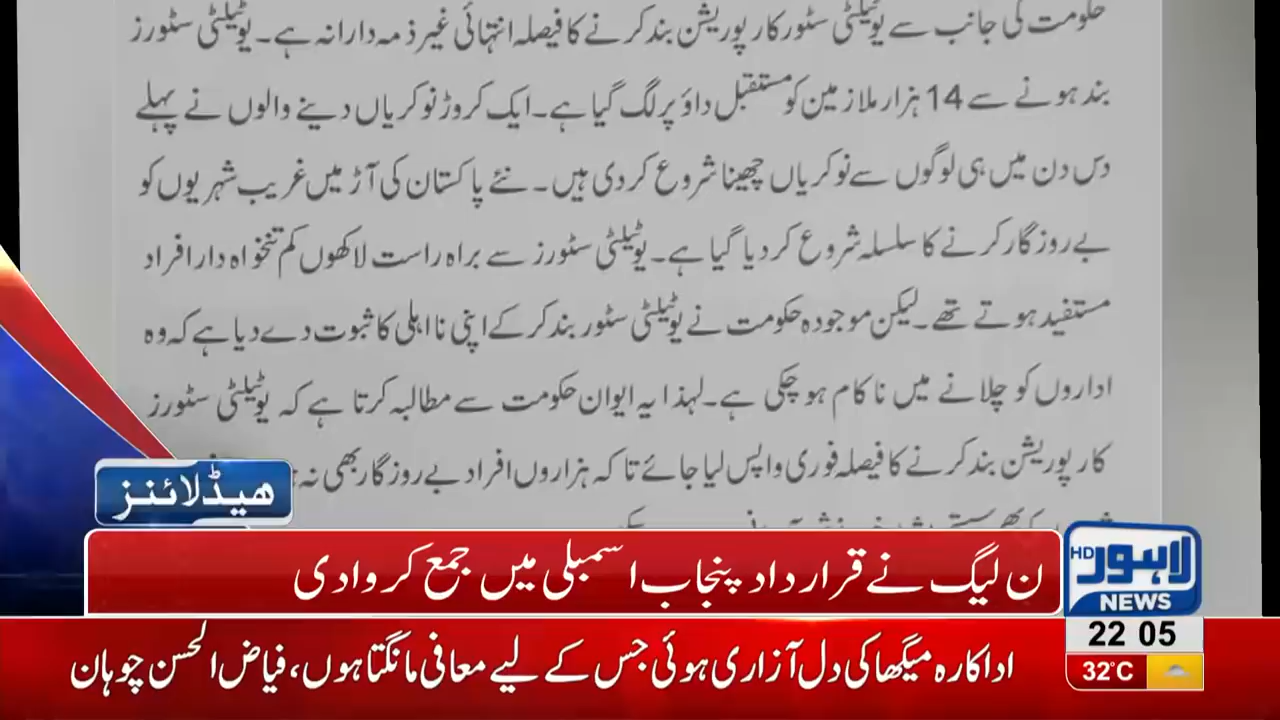 حکومت کی جانب سے یوٹیلٹی سٹور کارپوریشن بند کرنے کا فیصلہ انتہائی غیر ذمہ دارانہ ہے۔ یوٹیلٹی سٹورز
بند ہونے سے 14 ہزار ملازمین کو مستقبل داؤ پر لگ گیا ہے۔ ایک کروڑ نوکریاں دینے والوں نے پہلے
دس دن میں ہی لوگوں سے نوکریاں چھینا شروع کر دی ہیں۔ نئے پاکستان کی آڑ میں غریب شہریوں کو
بے روزگار کرنے کا سلسلہ شروع کر دیا گیا ہے۔ یوٹیلٹی سٹورز سے براہ راست لاکھوں کم تنخواہ دار افراد
مستفید ہوتے تھے۔ لیکن موجودہ حکومت نے یوٹیلٹی سٹور بند کر کے اپنی نااہلی کا ثبوت دے دیا ہے کہ وہ
اداروں کو چلانے میں ناکام ہو چکی ہے۔ لہذا یہ ایوان حکومت سے مطالبہ کرتا ہے کہ یوٹیلٹی سٹورز
کارپوریشن بند کرنے کا فیصلہ فوری واپس لیا جائے تاکہ ہزاروں افراد بے روزگار بھی نہ
ھیڈلائنز
ن لیگ نے قرارداد پنجاب اسمبلی میں جمع کروادی
لاہور HD
NEWS
22 05
32°C
اداکارہ میگھا کی دل آزاری ہوئی جس کے لیے معافی مانگتا ہوں، فیاض الحسن چوہان